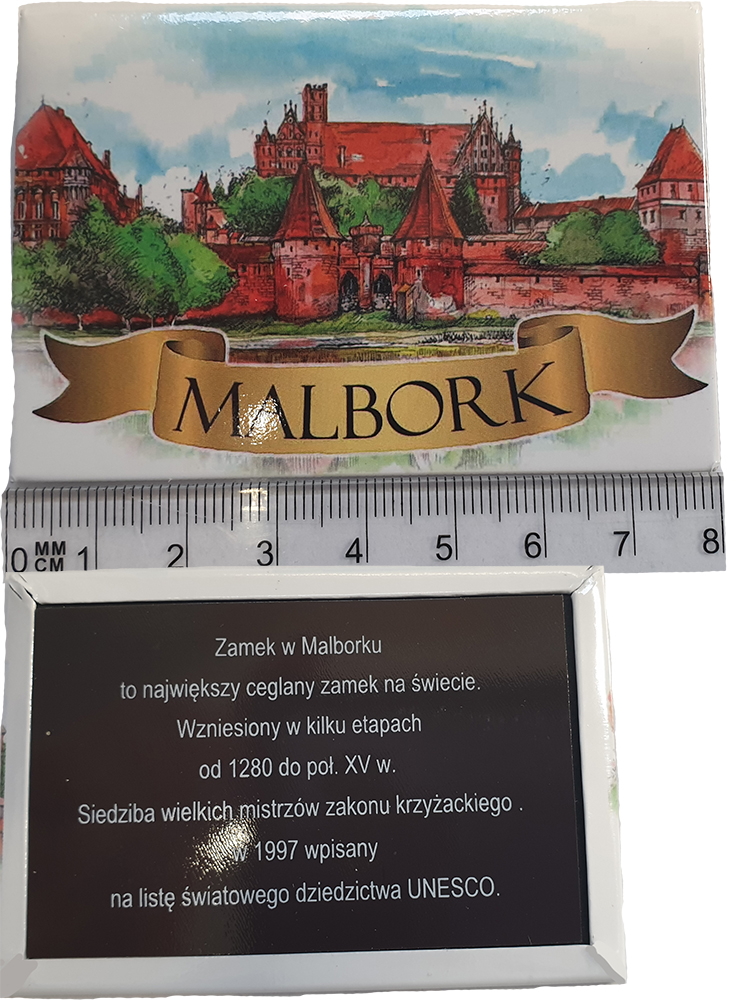 MALBORK
0 MM 1 2 3 4 5 6 7 8
CM
Zamek w Malborku
to największy ceglany zamek na świecie.
Wzniesiony w kilku etapach
od 1280 do poł. XV w.
Siedziba wielkich mistrzów zakonu krzyżackiego .
w 1997 wpisany
na listę światowego dziedzictwa UNESCO.